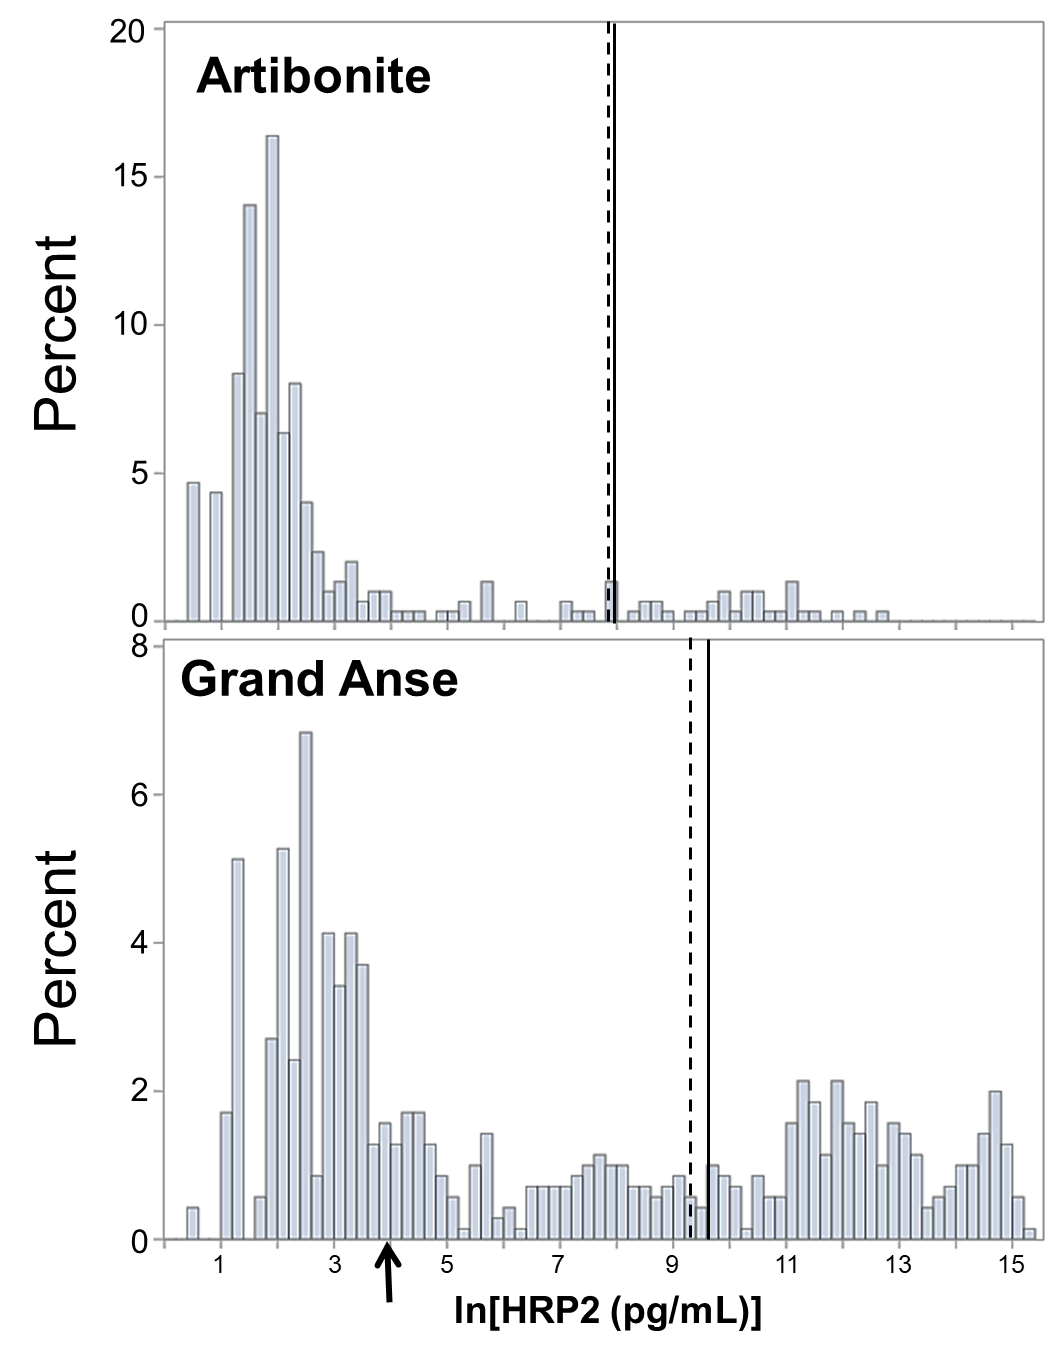 20
Artibonite
15
10
5
0
Percent
8
Grand Anse
6
4
2
0
Percent
1 3 5 7 9 11 13 15
ln[HRP2 (pg/mL)]